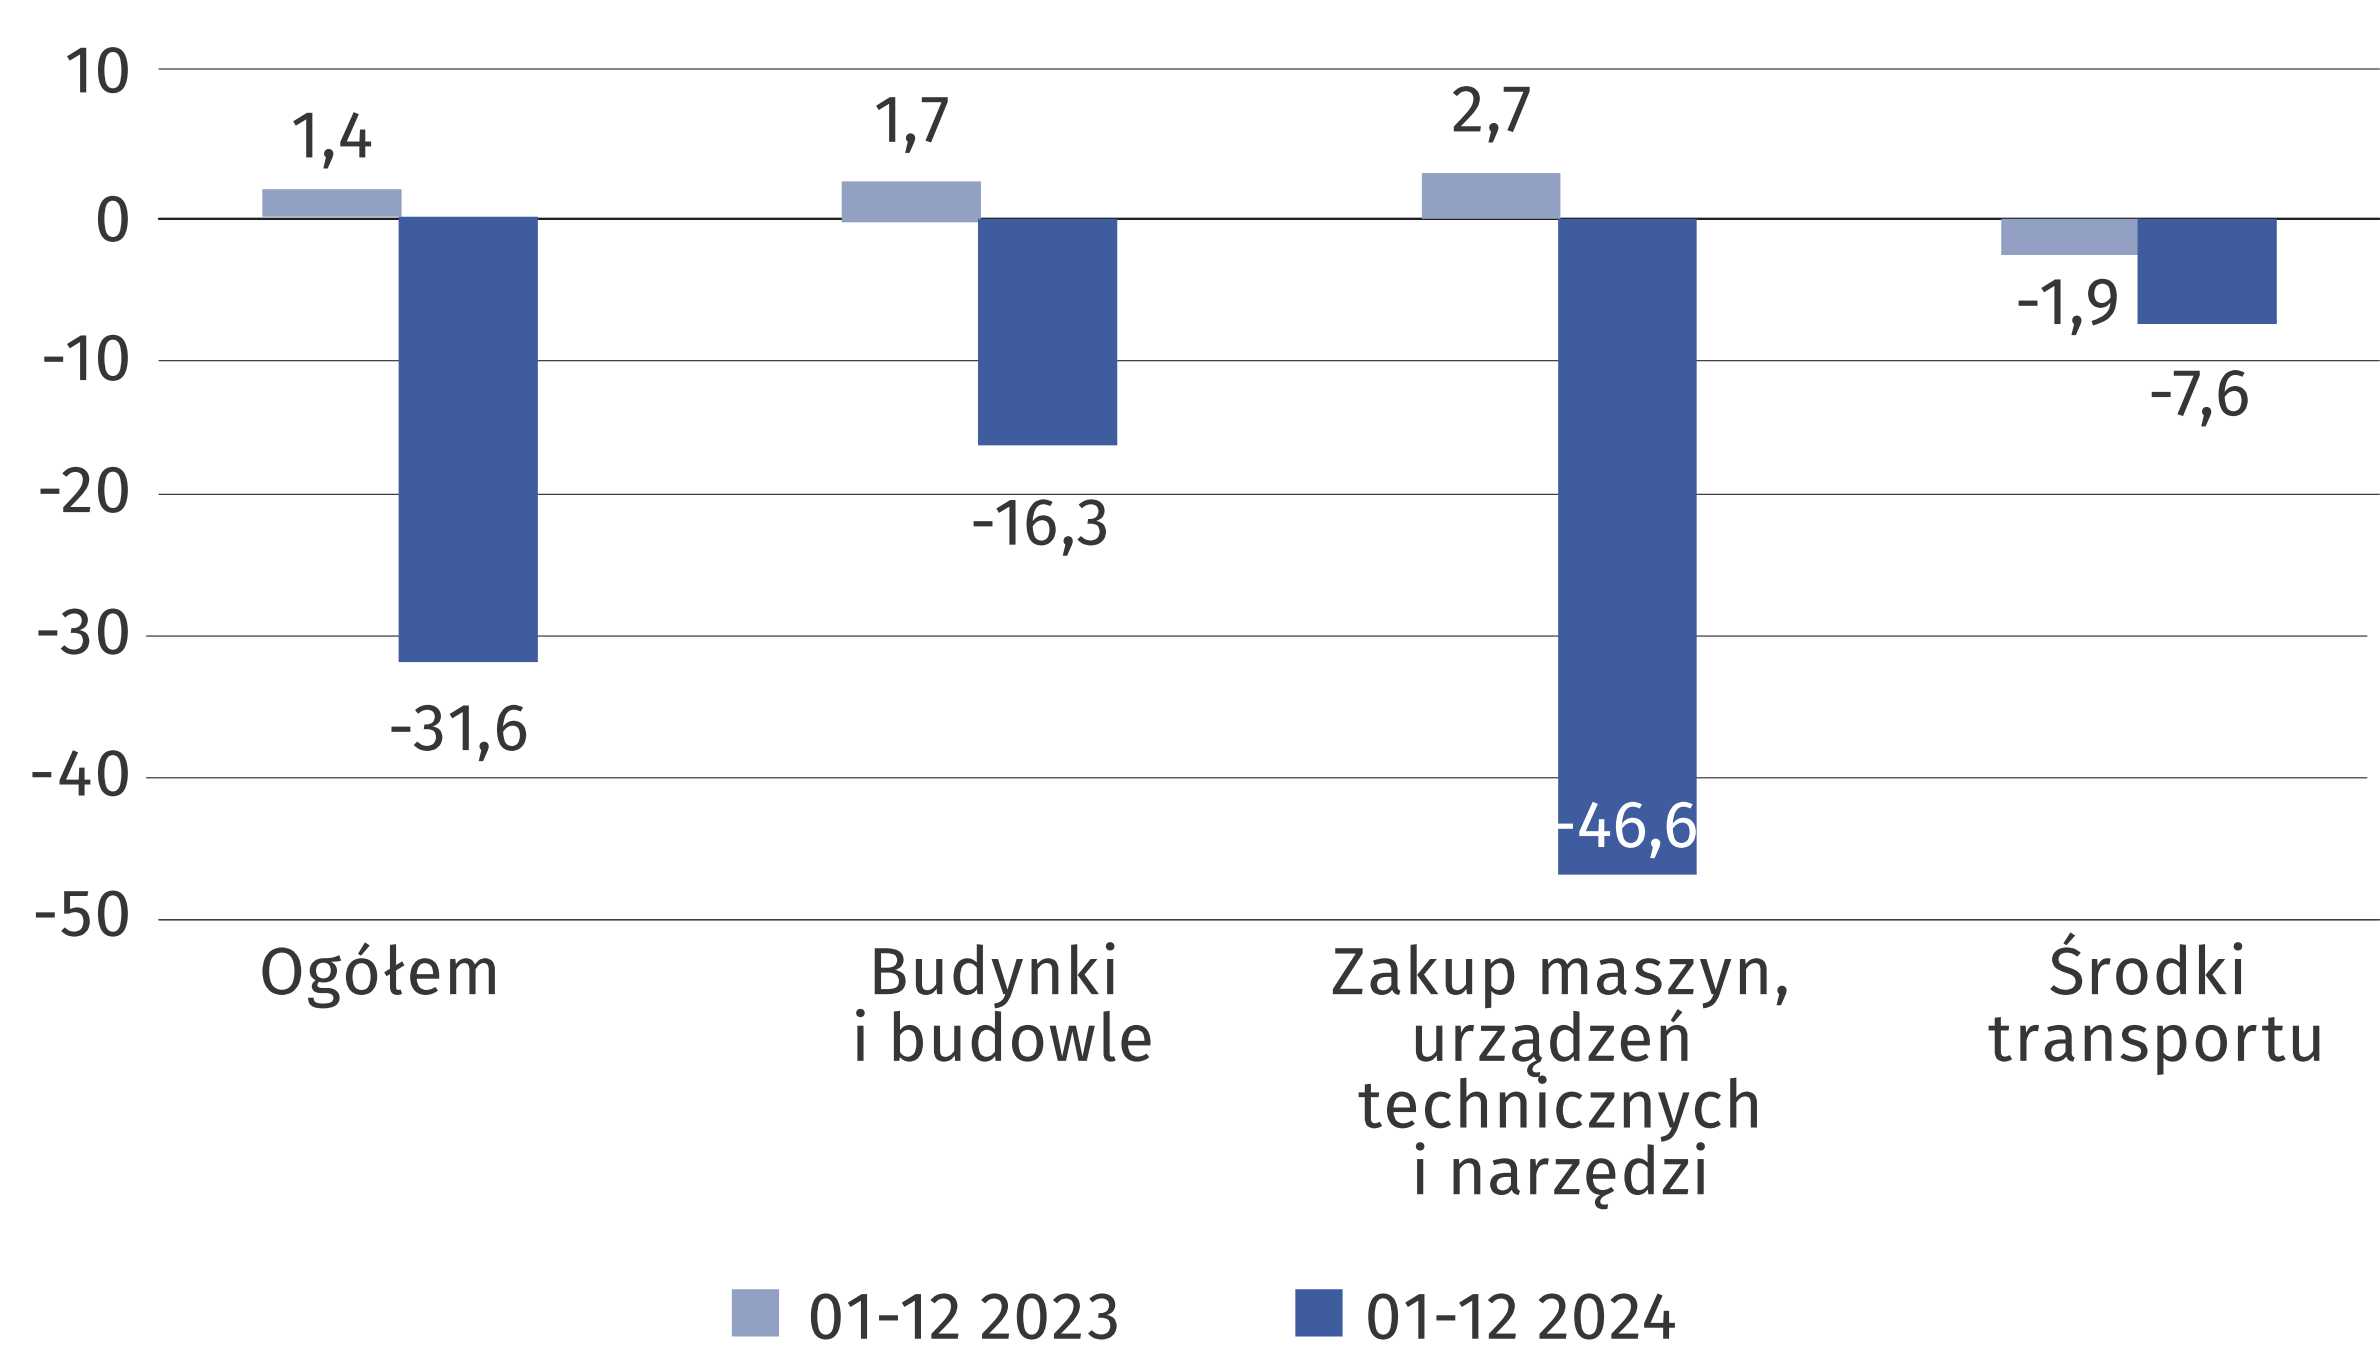 10
0
-10
-20
-30
-40
-50
1,4
-31,6
1,7
-16,3
2,7
-46,6
-1,9
-7,6
Ogółem
Budynki
i budowle
Zakup maszyn,
urządzeń
technicznych
i narzędzi
Środki
transportu
01-12 2023
01-12 2024